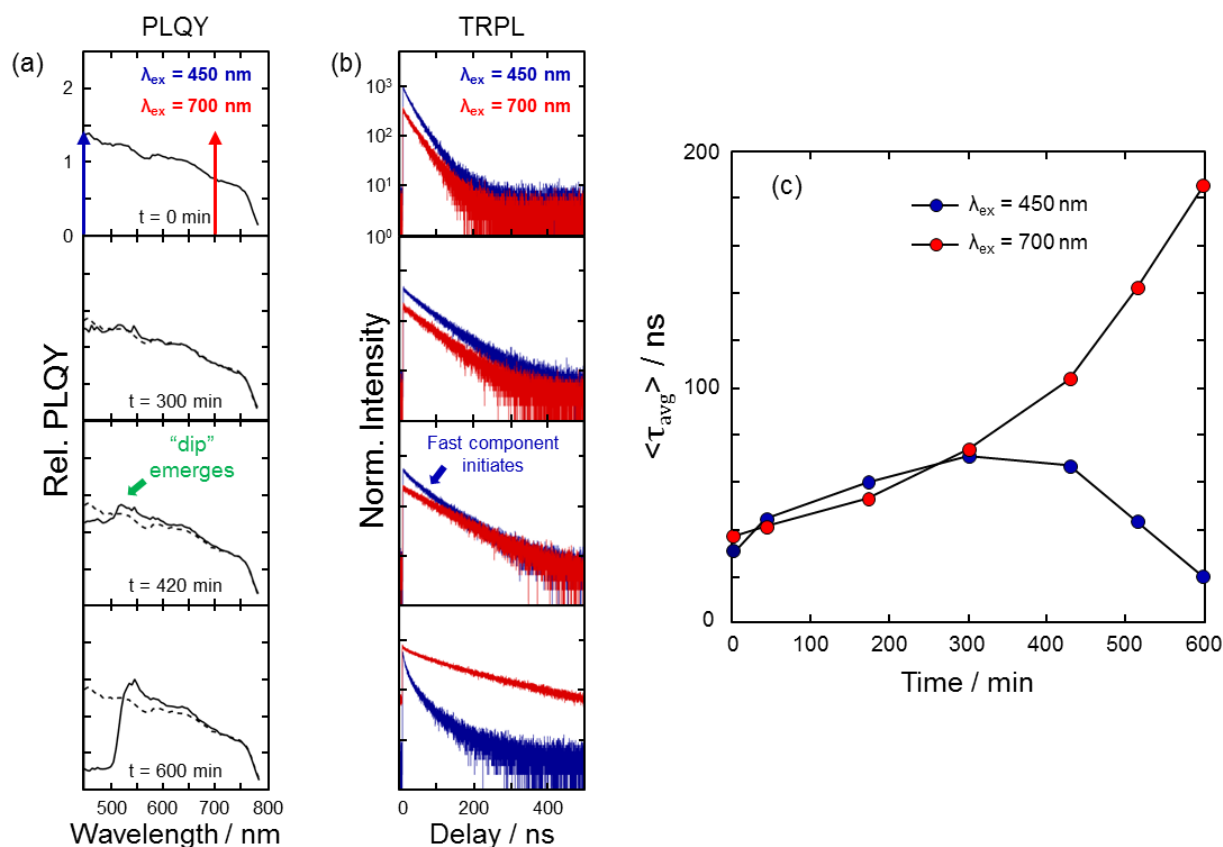 PLQY
TRPL
(a)
λex = 450 nm
λex = 700 nm
2
1
0
t = 0 min
t = 300 min
"dip"
emerges
t = 420 min
t = 600 min
500 600 700 800
Wavelength / nm
Rel. PLQY
(b)
λex = 450 nm
λex = 700 nm
10³
10²
10¹
10⁰
Fast component
initiates
0 200 400
Delay / ns
Norm. Intensity
(c)
λex = 450 nm
λex = 700 nm
200
100
0
0 100 200 300 400 500 600
Time / min
<τavg> / ns